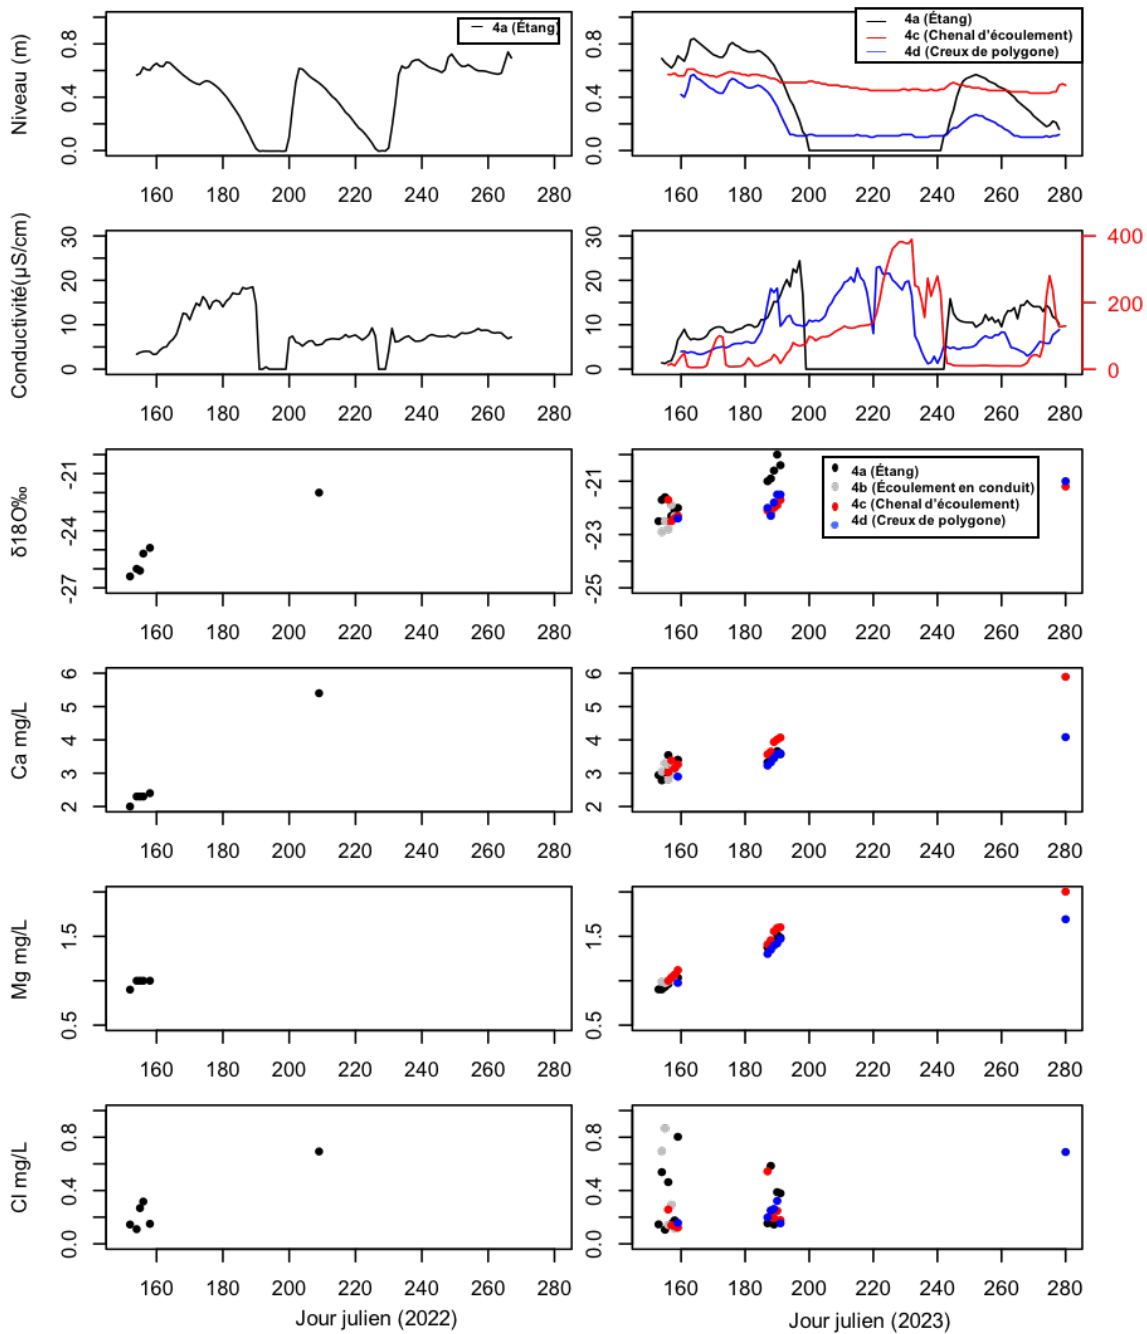 Niveau (m)
0.0 0.4 0.8
4a (Étang)
160 180 200 220 240 260 280
0.0 0.4 0.8
4a (Étang)
4c (Chenal d'écoulement)
4d (Creux de polygone)
160 180 200 220 240 260 280
Conductivité(µS/cm)
0 10 20 30
160 180 200 220 240 260 280
0 10 20 30
0 200 400
160 180 200 220 240 260 280
δ18O‰
-27 -24 -21
160 180 200 220 240 260 280
-25 -23 -21
4a (Étang)
4b (Écoulement en conduit)
4c (Chenal d'écoulement)
4d (Creux de polygone)
160 180 200 220 240 260 280
Ca mg/L
2 3 4 5 6
160 180 200 220 240 260 280
2 3 4 5 6
160 180 200 220 240 260 280
Mg mg/L
0.5 1.5
160 180 200 220 240 260 280
0.5 1.5
160 180 200 220 240 260 280
Cl mg/L
0.0 0.4 0.8
160 180 200 220 240 260 280
Jour julien (2022)
0.0 0.4 0.8
160 180 200 220 240 260 280
Jour julien (2023)